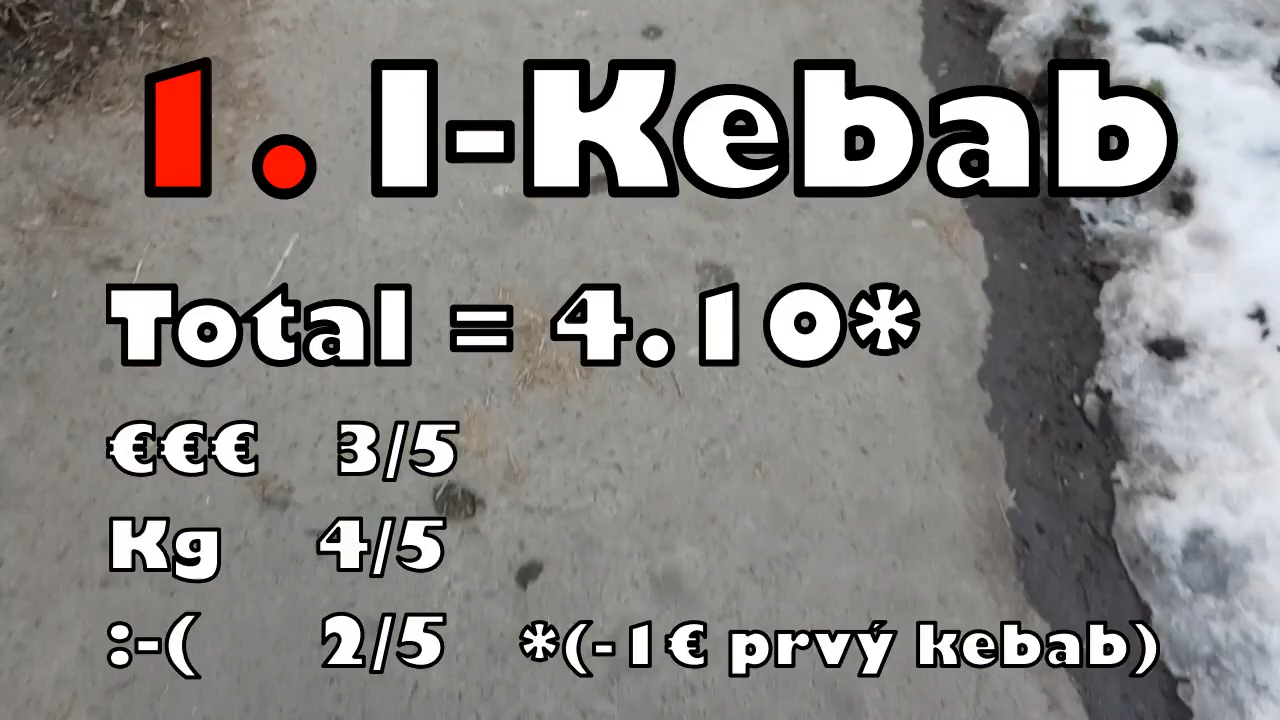 1. I-Kebab
Total = 4.10*
€€€ 3/5
Kg 4/5
:-( 2/5 *(-1€ prvý kebab)